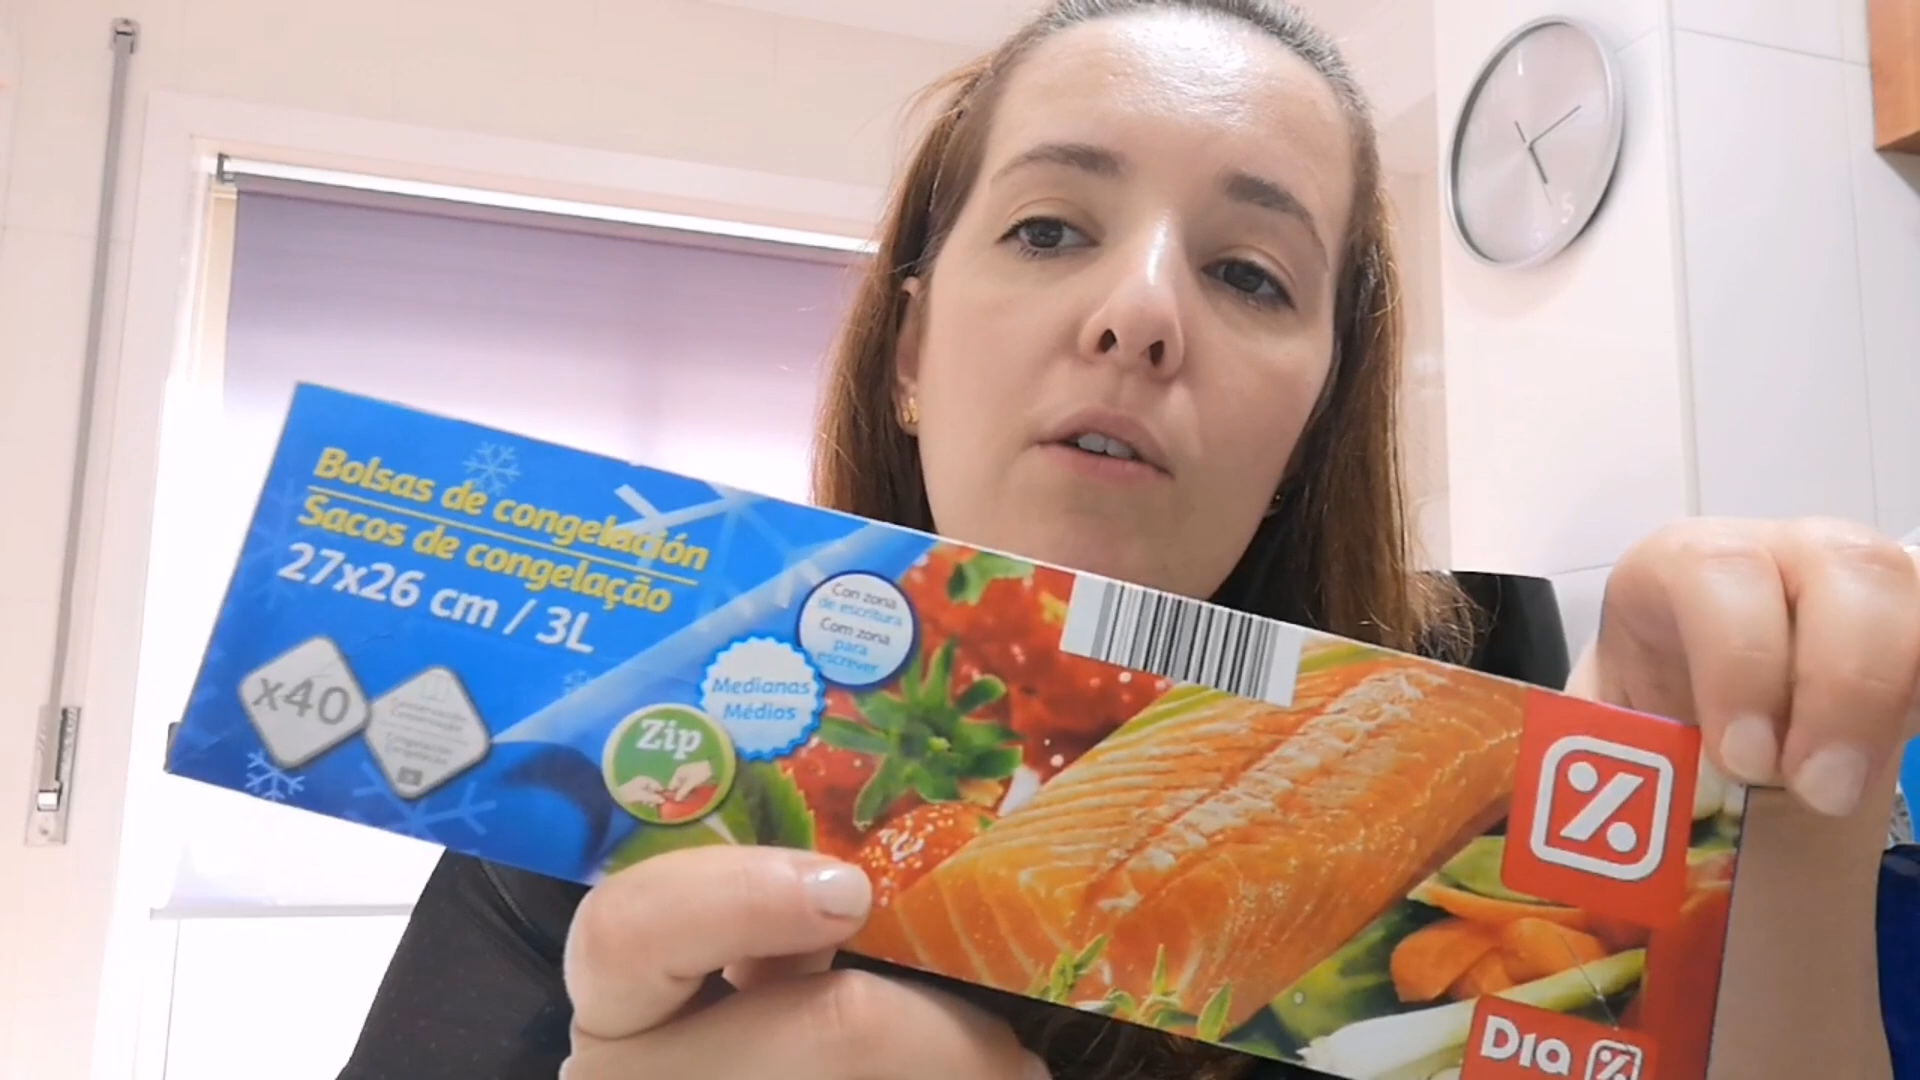 Bolsas de congelación
Sacos de congelação
27x26 cm / 3L
x40
Con zona
de escritura
Com zona
para
escrever
Medianas
Médios
Zip
Dia
5